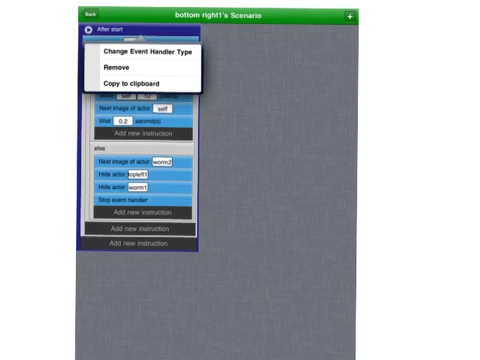 Back
bottom right1's Scenario
+
After start
Change Event Handler Type
Remove
Copy to clipboard
Next image of actor: self
Wait 0.2 second(s)
Add new instruction
else
Next image of actor: worm2
Hide actor: topleft1
Hide actor: worm1
Stop event handler
Add new instruction
Add new instruction
Add new instruction